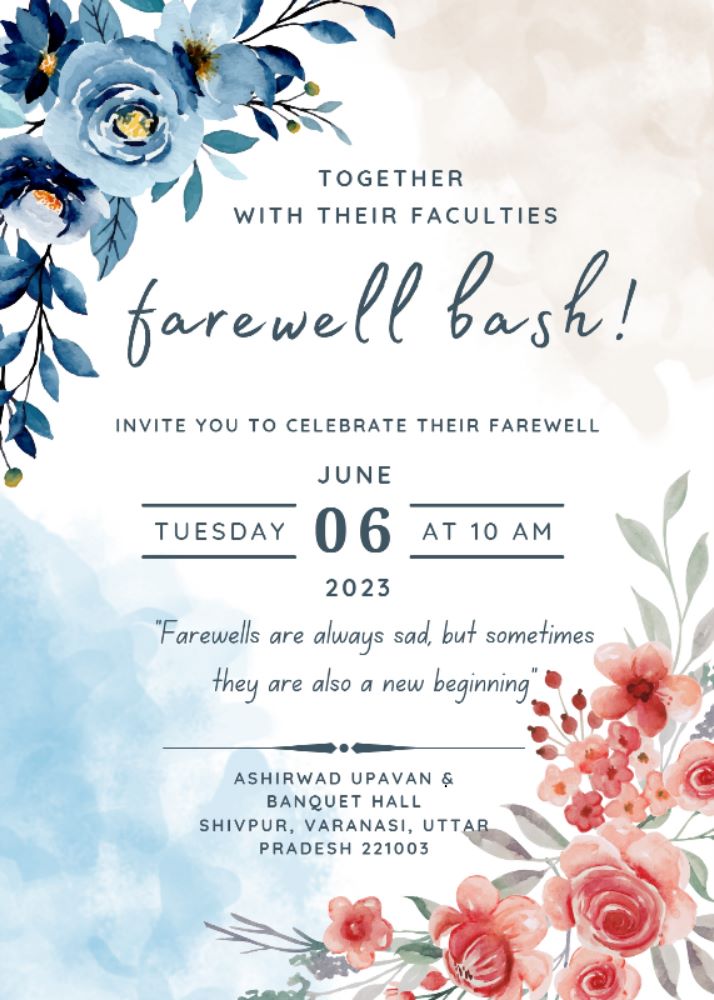 TOGETHER
WITH THEIR FACULTIES
farewell bash!
INVITE YOU TO CELEBRATE THEIR FAREWELL
JUNE
TUESDAY 06 AT 10 AM
2023
"Farewells are always sad, but sometimes
they are also a new beginning"
ASHIRWAD UPAVAN &
BANQUET HALL
SHIVPUR, VARANASI, UTTAR
PRADESH 221003